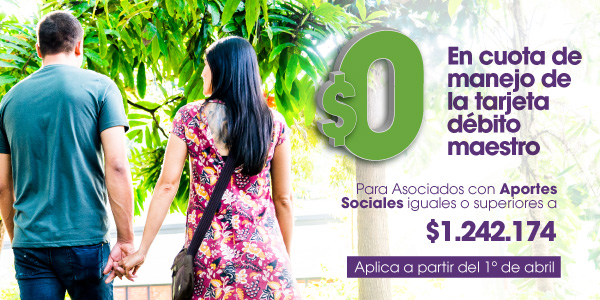 $0
En cuota de
manejo de
la tarjeta
débito
maestro
Para Asociados con Aportes
Sociales iguales o superiores a
$1.242.174
Aplica a partir del 1º de abril